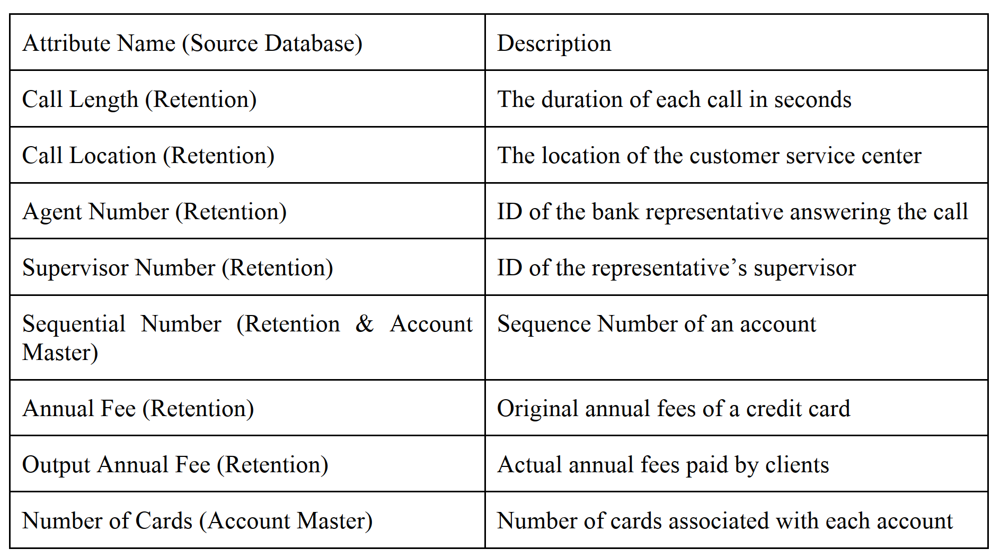 Attribute Name (Source Database) Description
Call Length (Retention) The duration of each call in seconds
Call Location (Retention) The location of the customer service center
Agent Number (Retention) ID of the bank representative answering the call
Supervisor Number (Retention) ID of the representative’s supervisor
Sequential Number (Retention & Account Sequence Number of an account
Master)
Annual Fee (Retention) Original annual fees of a credit card
Output Annual Fee (Retention) Actual annual fees paid by clients
Number of Cards (Account Master) Number of cards associated with each account